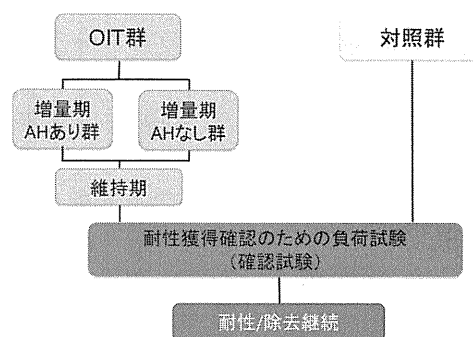 OIT群
対照群
増量期
AHあり群
増量期
AHなし群
維持期
耐性獲得確認のための負荷試験
(確認試験)
耐性/除去継続